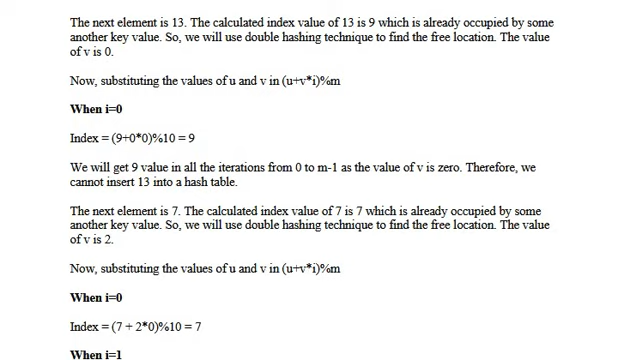 The next element is 13. The calculated index value of 13 is 9 which is already occupied by some
another key value. So, we will use double hashing technique to find the free location. The value
of v is 0.
Now, substituting the values of u and v in (u+v*i)%m
When i=0
Index = (9+0*0)%10 = 9
We will get 9 value in all the iterations from 0 to m-1 as the value of v is zero. Therefore, we
cannot insert 13 into a hash table.
The next element is 7. The calculated index value of 7 is 7 which is already occupied by some
another key value. So, we will use double hashing technique to find the free location. The value
of v is 2.
Now, substituting the values of u and v in (u+v*i)%m
When i=0
Index = (7 + 2*0)%10 = 7
When i=1